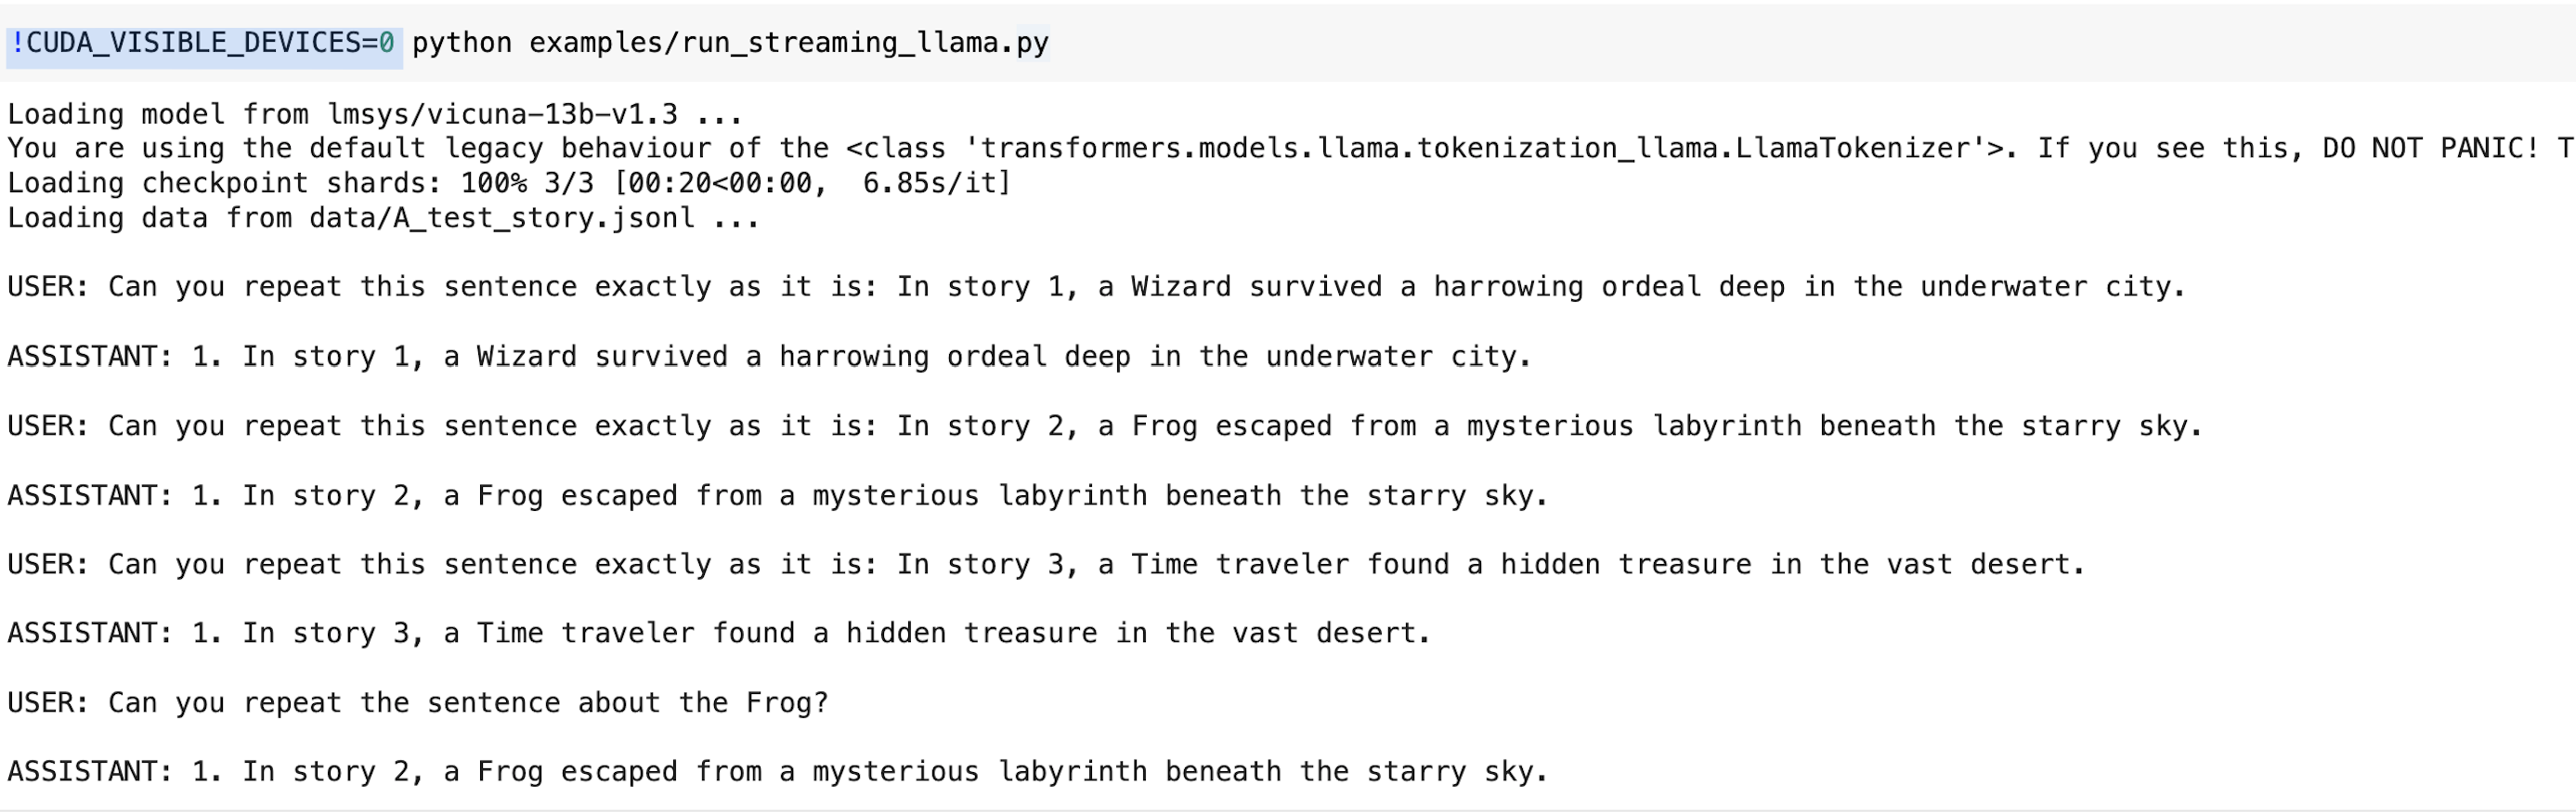 !CUDA_VISIBLE_DEVICES=0 python examples/run_streaming_llama.py
Loading model from lmsys/vicuna-13b-v1.3 ...
You are using the default legacy behaviour of the <class 'transformers.models.llama.tokenization_llama.LlamaTokenizer'>. If you see this, DO NOT PANIC! T
Loading checkpoint shards: 100% 3/3 [00:20<00:00,  6.85s/it]
Loading data from data/A_test_story.jsonl ...
USER: Can you repeat this sentence exactly as it is: In story 1, a Wizard survived a harrowing ordeal deep in the underwater city.
ASSISTANT: 1. In story 1, a Wizard survived a harrowing ordeal deep in the underwater city.
USER: Can you repeat this sentence exactly as it is: In story 2, a Frog escaped from a mysterious labyrinth beneath the starry sky.
ASSISTANT: 1. In story 2, a Frog escaped from a mysterious labyrinth beneath the starry sky.
USER: Can you repeat this sentence exactly as it is: In story 3, a Time traveler found a hidden treasure in the vast desert.
ASSISTANT: 1. In story 3, a Time traveler found a hidden treasure in the vast desert.
USER: Can you repeat the sentence about the Frog?
ASSISTANT: 1. In story 2, a Frog escaped from a mysterious labyrinth beneath the starry sky.